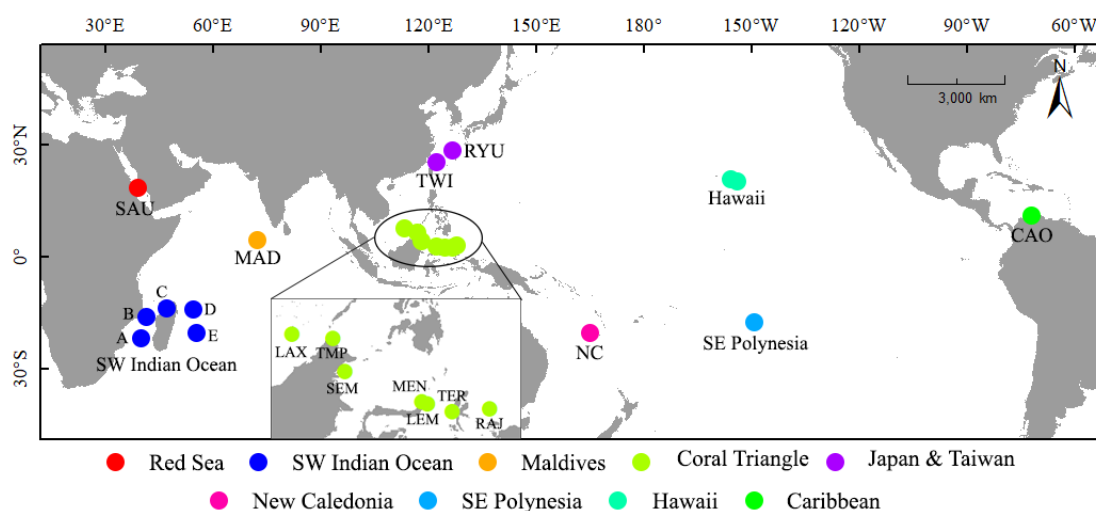 30°E 60°E 90°E 120°E 150°E 180° 150°W 120°W 90°W 60°W
N
3,000 km
30°N
RYU
TWI
SAU
Hawaii
CAO
MAD
0°
C
B
D
A
E
SW Indian Ocean
NC
SE Polynesia
30°S
LAX
TMP
SEM
MEN
TER
LEM
RAJ
Red Sea SW Indian Ocean Maldives Coral Triangle Japan & Taiwan
New Caledonia SE Polynesia Hawaii Caribbean